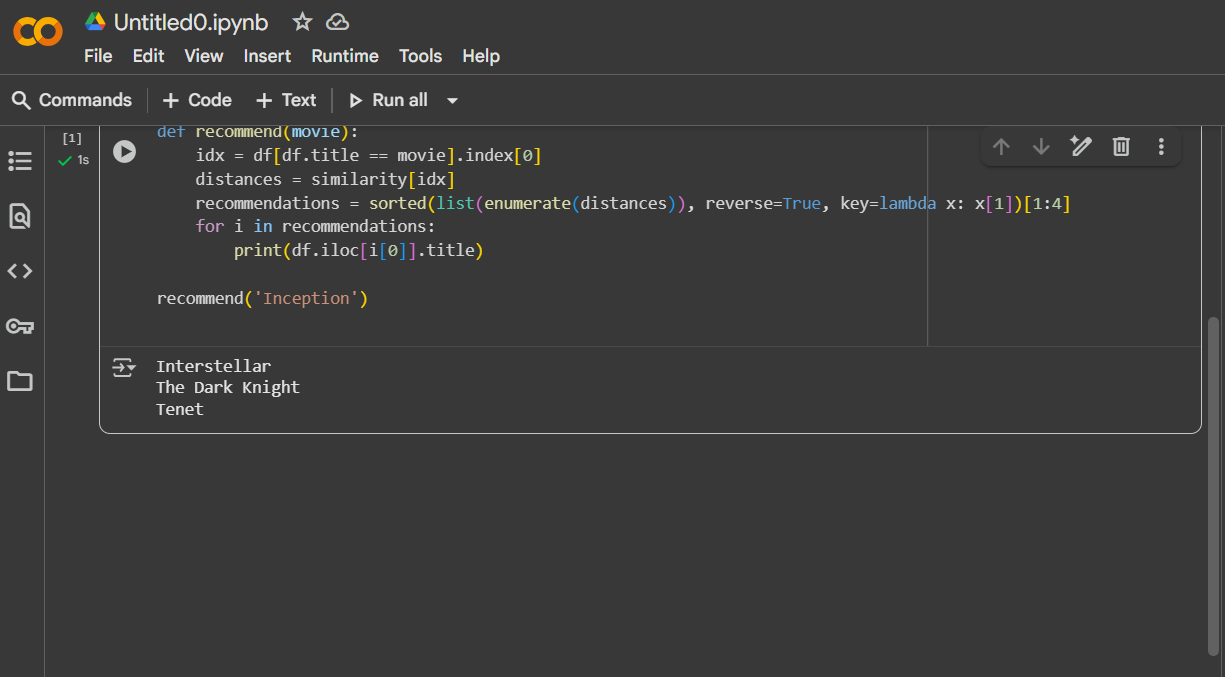 Untitled0.ipynb
File Edit View Insert Runtime Tools Help
Commands + Code + Text Run all
[1]
1s
def recommend(movie):
    idx = df[df.title == movie].index[0]
    distances = similarity[idx]
    recommendations = sorted(list(enumerate(distances)), reverse=True, key=lambda x: x[1])[1:4]
    for i in recommendations:
        print(df.iloc[i[0]].title)
recommend('Inception')
Interstellar
The Dark Knight
Tenet